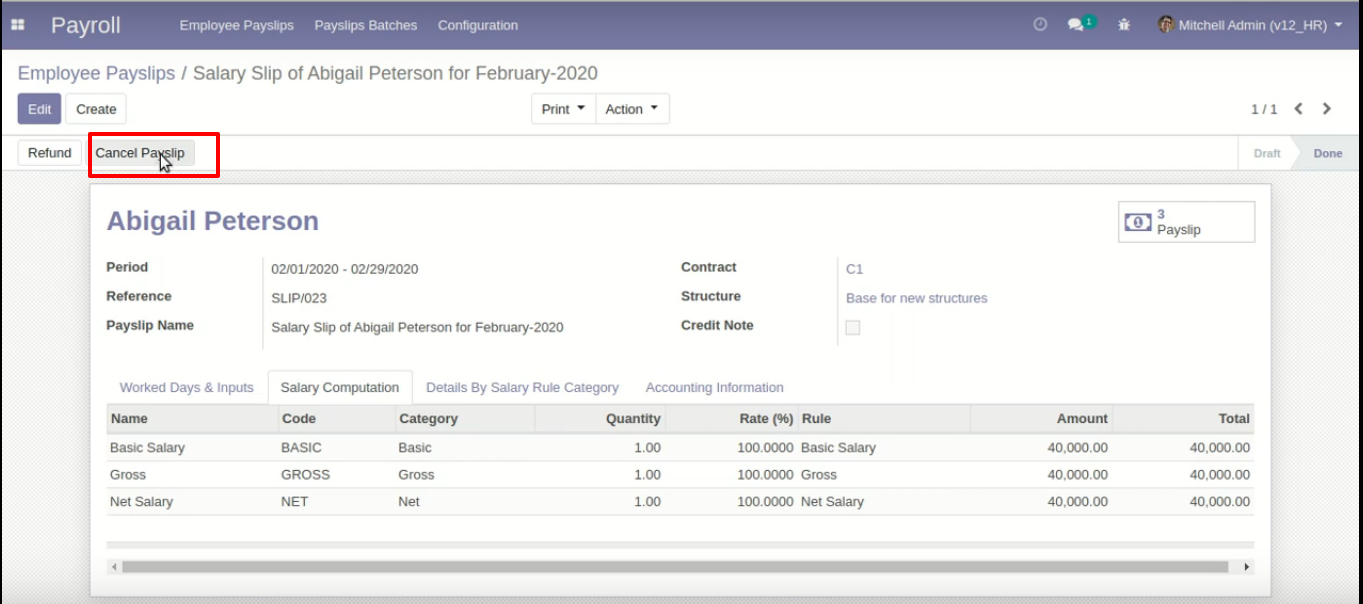 Payroll Employee Payslips Payslips Batches Configuration 1 Mitchell Admin (v12_HR)
Employee Payslips / Salary Slip of Abigail Peterson for February-2020
Edit Create Print Action 1 / 1
Refund Cancel Payslip Draft Done
Abigail Peterson
3
Payslip
Period 02/01/2020 - 02/29/2020 Contract C1
Reference SLIP/023 Structure Base for new structures
Payslip Name Salary Slip of Abigail Peterson for February-2020 Credit Note
Worked Days & Inputs Salary Computation Details By Salary Rule Category Accounting Information
Name Code Category Quantity Rate (%) Rule Amount Total
Basic Salary BASIC Basic 1.00 100.0000 Basic Salary 40,000.00 40,000.00
Gross GROSS Gross 1.00 100.0000 Gross 40,000.00 40,000.00
Net Salary NET Net 1.00 100.0000 Net Salary 40,000.00 40,000.00